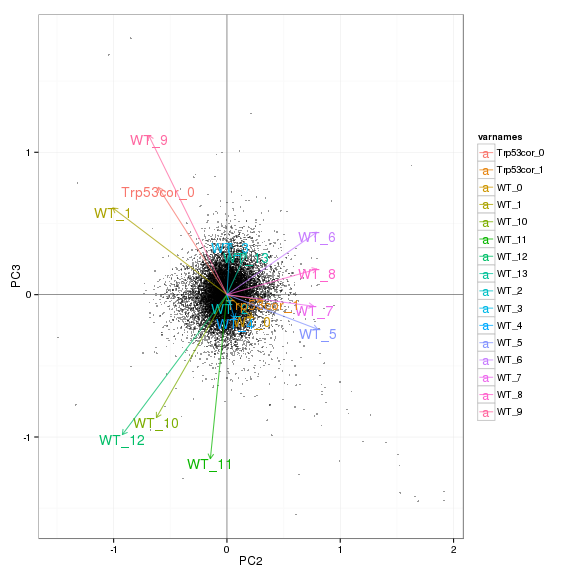 WT_9
Trp53cor_0
WT_1
WT_6
WT_8
WT_7
Trp53cor_1
WT_5
WT_10
WT_12
WT_11
1
0
-1
PC3
-1
0
1
2
PC2
varnames
a Trp53cor_0
a Trp53cor_1
a WT_0
a WT_1
a WT_10
a WT_11
a WT_12
a WT_13
a WT_2
a WT_3
a WT_4
a WT_5
a WT_6
a WT_7
a WT_8
a WT_9